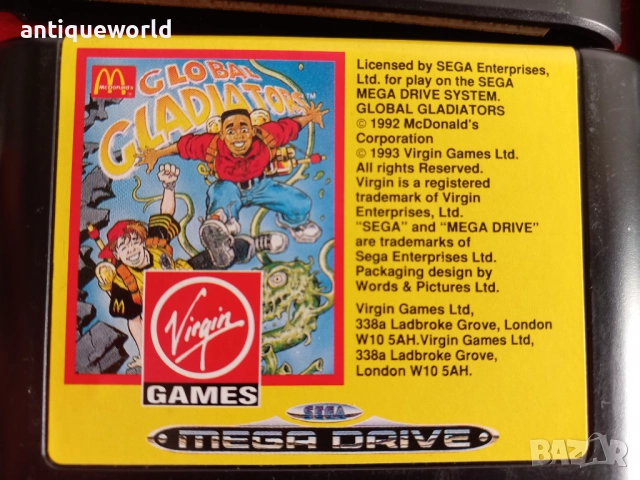 antiqueworld
M
McDonald's
GLOBAL
GLADIATORS™
M
Virgin
GAMES
Licensed by SEGA Enterprises,
Ltd. for play on the SEGA
MEGA DRIVE SYSTEM.
GLOBAL GLADIATORS
© 1992 McDonald's
Corporation
© 1993 Virgin Games Ltd.
All rights Reserved.
Virgin is a registered
trademark of Virgin
Enterprises, Ltd.
“SEGA” and “MEGA DRIVE”
are trademarks of
Sega Enterprises Ltd.
Packaging design by
Words & Pictures Ltd.
Virgin Games Ltd,
338a Ladbroke Grove, London
W10 5AH.Virgin Games Ltd,
338a Ladbroke Grove,
London W10 5AH.
SEGA
MEGA DRIVE
BAZAR